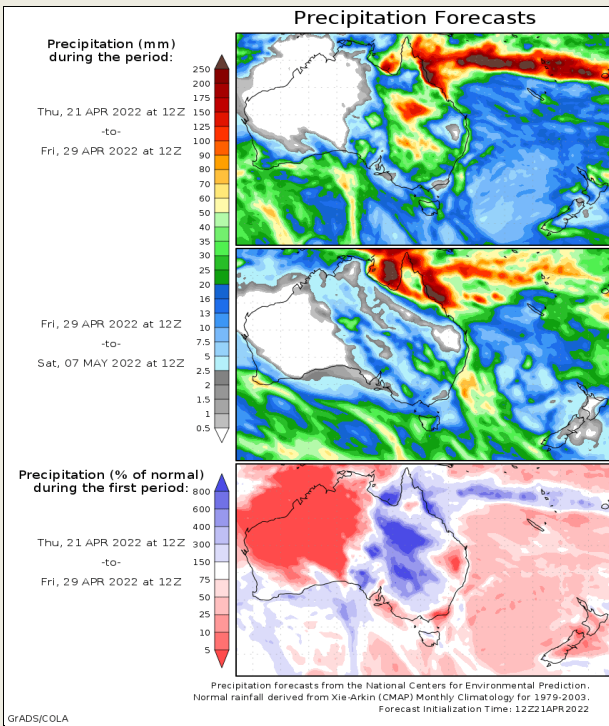 Precipitation Forecasts
Precipitation (mm)
during the period:
Thu, 21 APR 2022 at 12Z
-to-
Fri, 29 APR 2022 at 12Z
250
200
175
150
125
100
90
80
70
60
50
40
35
30
25
20
16
13
10
7.5
5
2.5
2
1.5
1
0.5
Fri, 29 APR 2022 at 12Z
-to-
Sat, 07 MAY 2022 at 12Z
Precipitation (% of normal)
during the first period:
Thu, 21 APR 2022 at 12Z
-to-
Fri, 29 APR 2022 at 12Z
800
600
400
300
150
75
50
25
10
5
Precipitation forecasts from the National Centers for Environmental Prediction.
Normal rainfall derived from Xie-Arkin (CMAP) Monthly Climatology for 1979-2003.
Forecast Initialization Time: 12Z21APR2022
GrADS/COLA